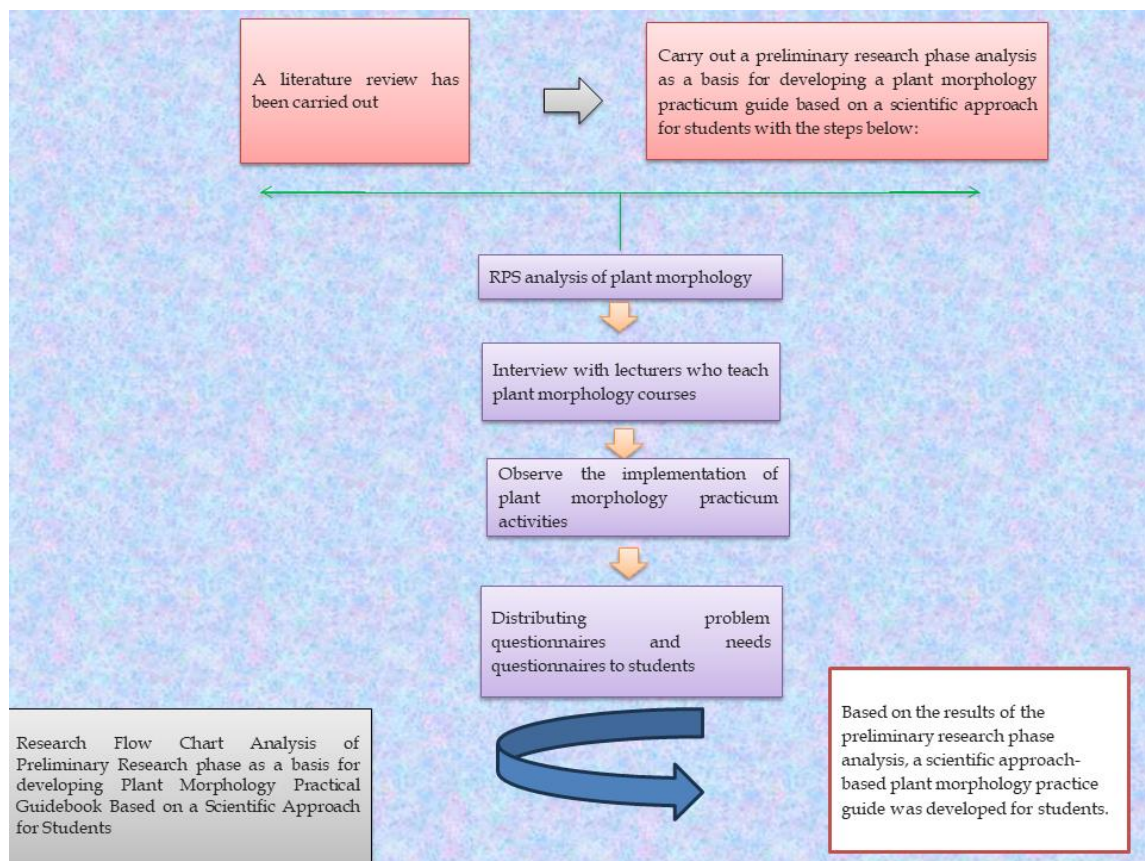 A literature review has
been carried out
Carry out a preliminary research phase analysis
as a basis for developing a plant morphology
practicum guide based on a scientific approach
for students with the steps below:
RPS analysis of plant morphology
Interview with lecturers who teach
plant morphology courses
Observe the implementation of
plant morphology practicum
activities
Distributing problem
questionnaires and needs
questionnaires to students
Research Flow Chart Analysis of
Preliminary Research phase as a basis for
developing Plant Morphology Practical
Guidebook Based on a Scientific Approach
for Students
Based on the results of the
preliminary research phase
analysis, a scientific approach-
based plant morphology practice
guide was developed for students.